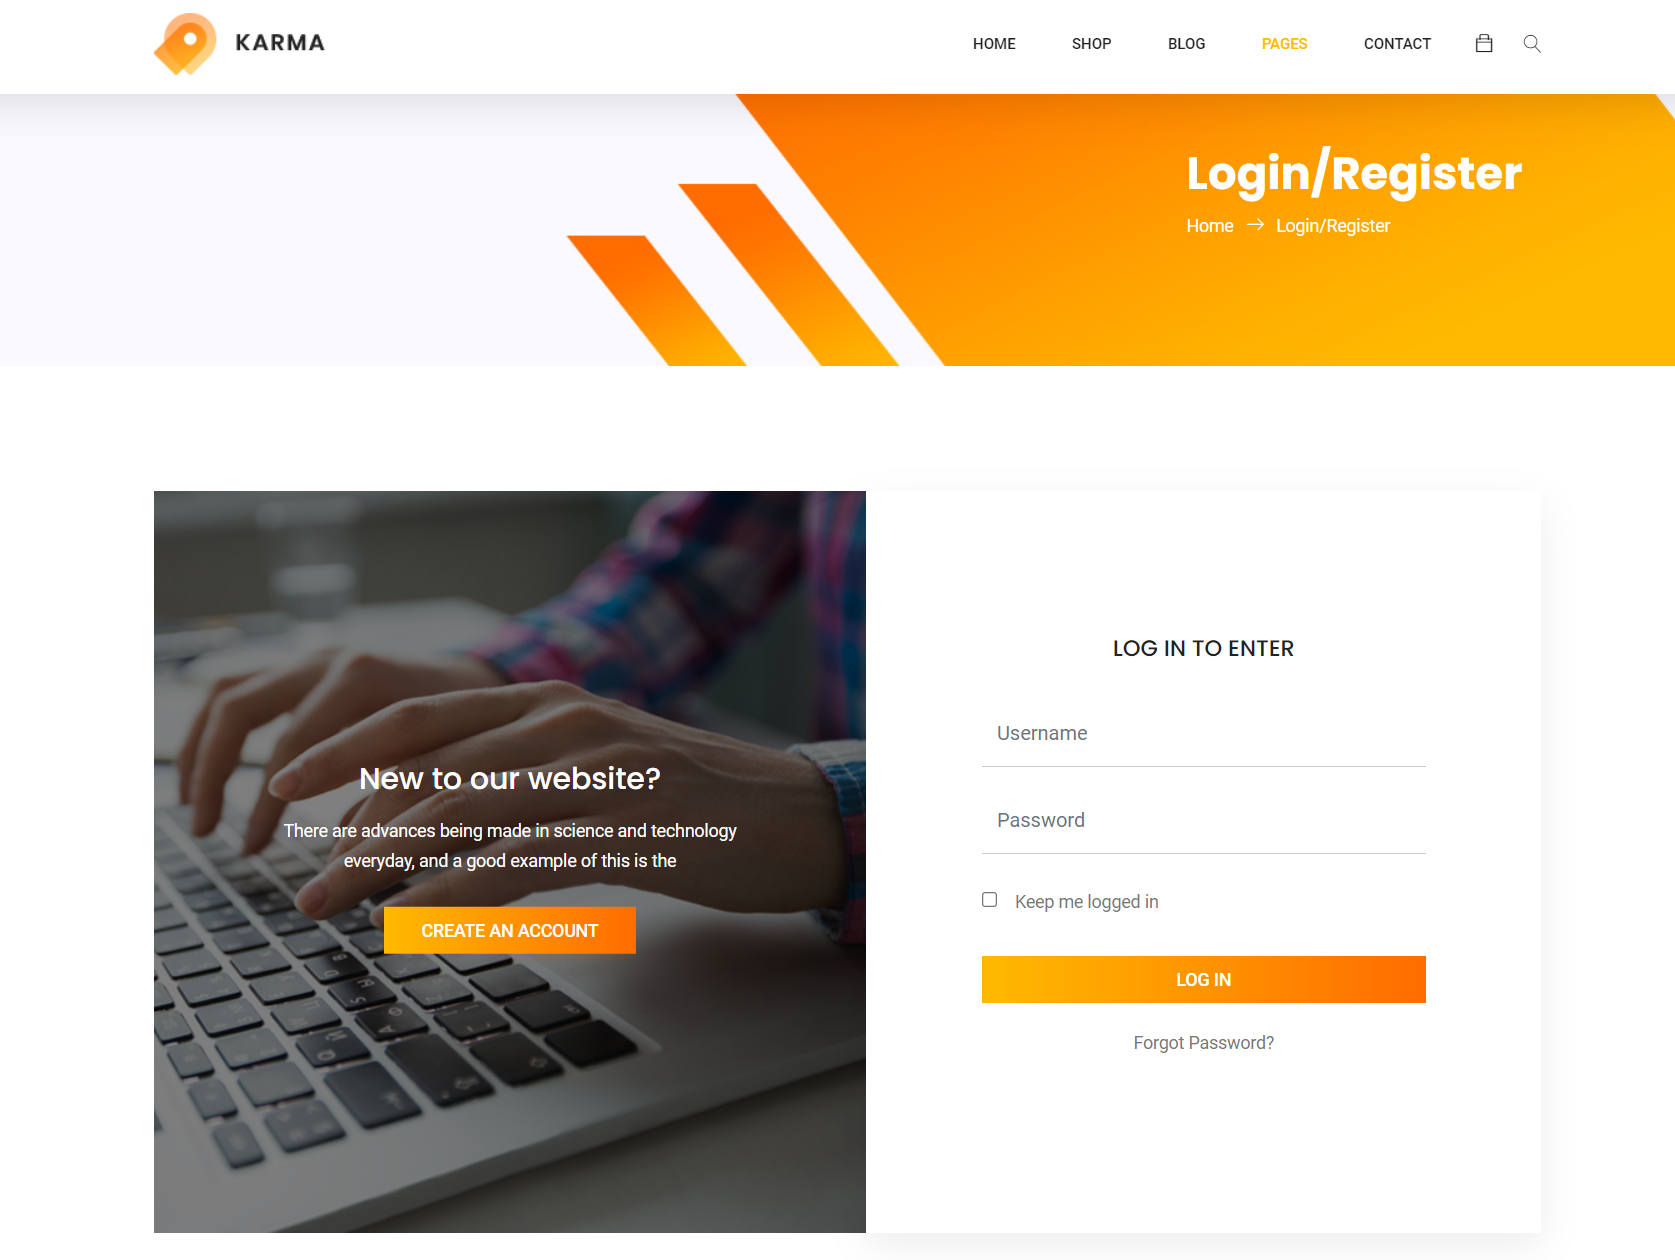 KARMA
HOME SHOP BLOG PAGES CONTACT
Login/Register
Home → Login/Register
New to our website?
There are advances being made in science and technology
everyday, and a good example of this is the
CREATE AN ACCOUNT
LOG IN TO ENTER
Username
Password
Keep me logged in
LOG IN
Forgot Password?